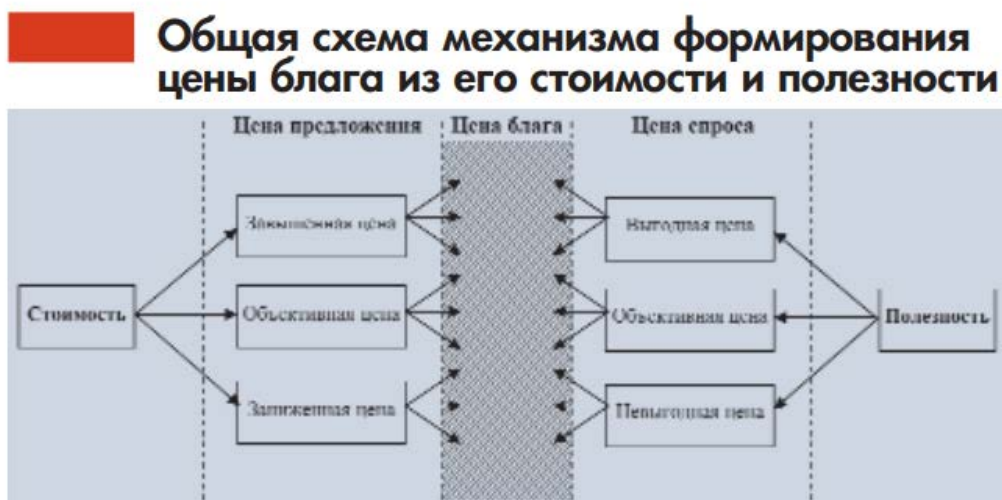 Общая схема механизма формирования
цены блага из его стоимости и полезности
Цена предложения
Цена блага
Цена спроса
Завышенная цена
Выгодная цена
Стоимость
Объективная цена
Объективная цена
Полезность
Заниженная цена
Невыгодная цена